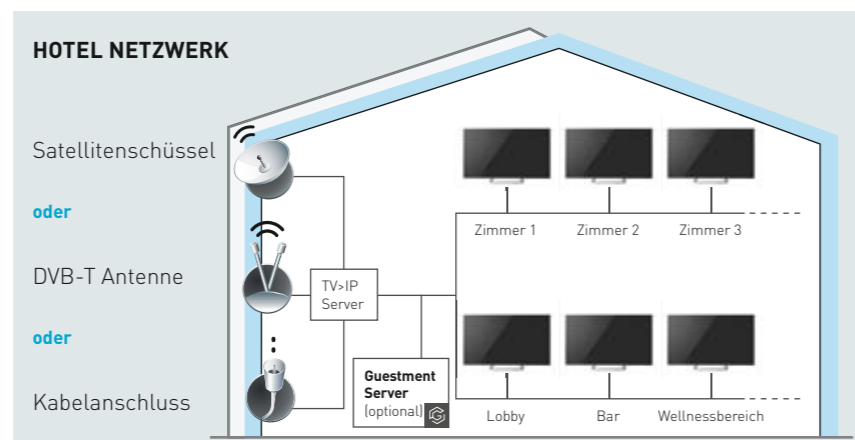 HOTEL NETZWERK
Satellitenschüssel
oder
DVB-T Antenne
oder
Kabelanschluss
TV>IP
Server
Guestment
Server
(optional)
Zimmer 1
Zimmer 2
Zimmer 3
Lobby
Bar
Wellnessbereich